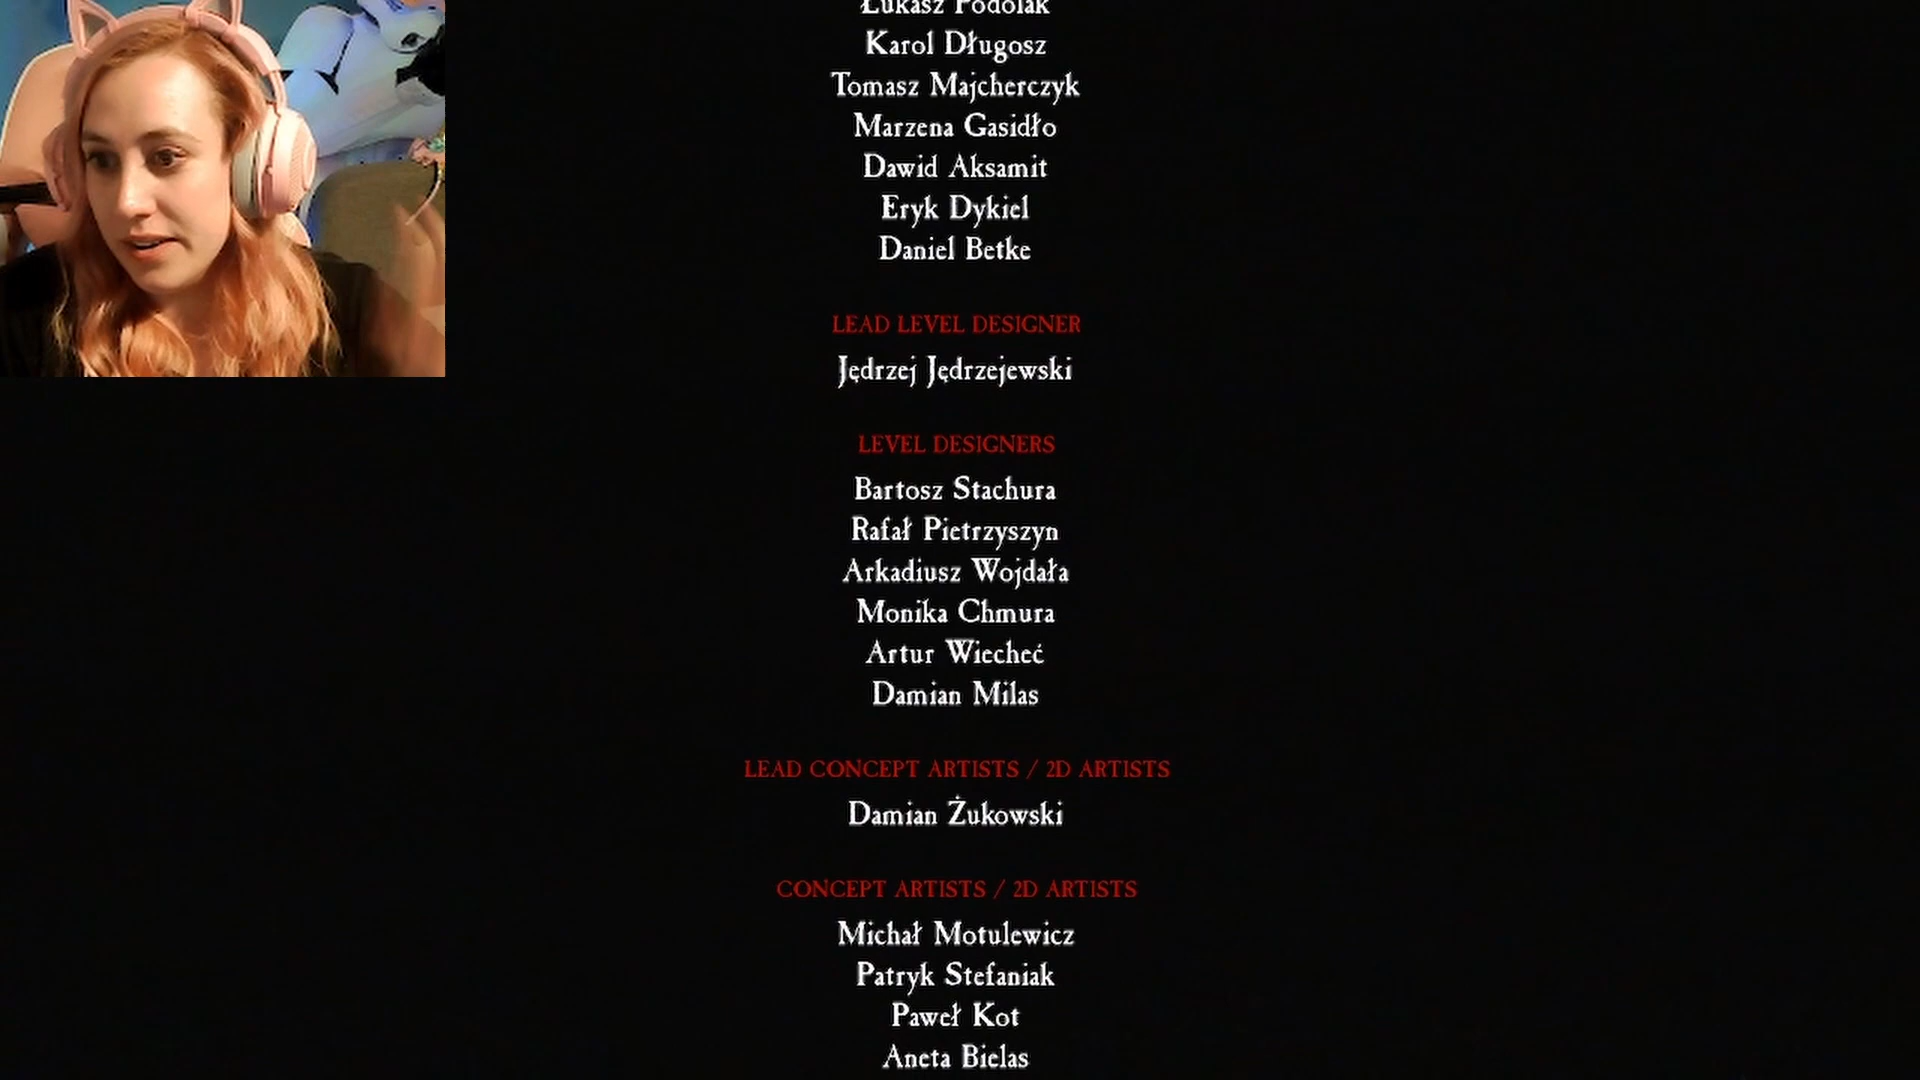 Łukasz Podolak
Karol Długosz
Tomasz Majcherczyk
Marzena Gasidło
Dawid Aksamit
Eryk Dykiel
Daniel Betke
LEAD LEVEL DESIGNER
Jędrzej Jędrzejewski
LEVEL DESIGNERS
Bartosz Stachura
Rafał Pietrzyszyn
Arkadiusz Wojdała
Monika Chmura
Artur Wiecheć
Damian Milas
LEAD CONCEPT ARTISTS / 2D ARTISTS
Damian Żukowski
CONCEPT ARTISTS / 2D ARTISTS
Michał Motulewicz
Patryk Stefaniak
Paweł Kot
Aneta Bielas